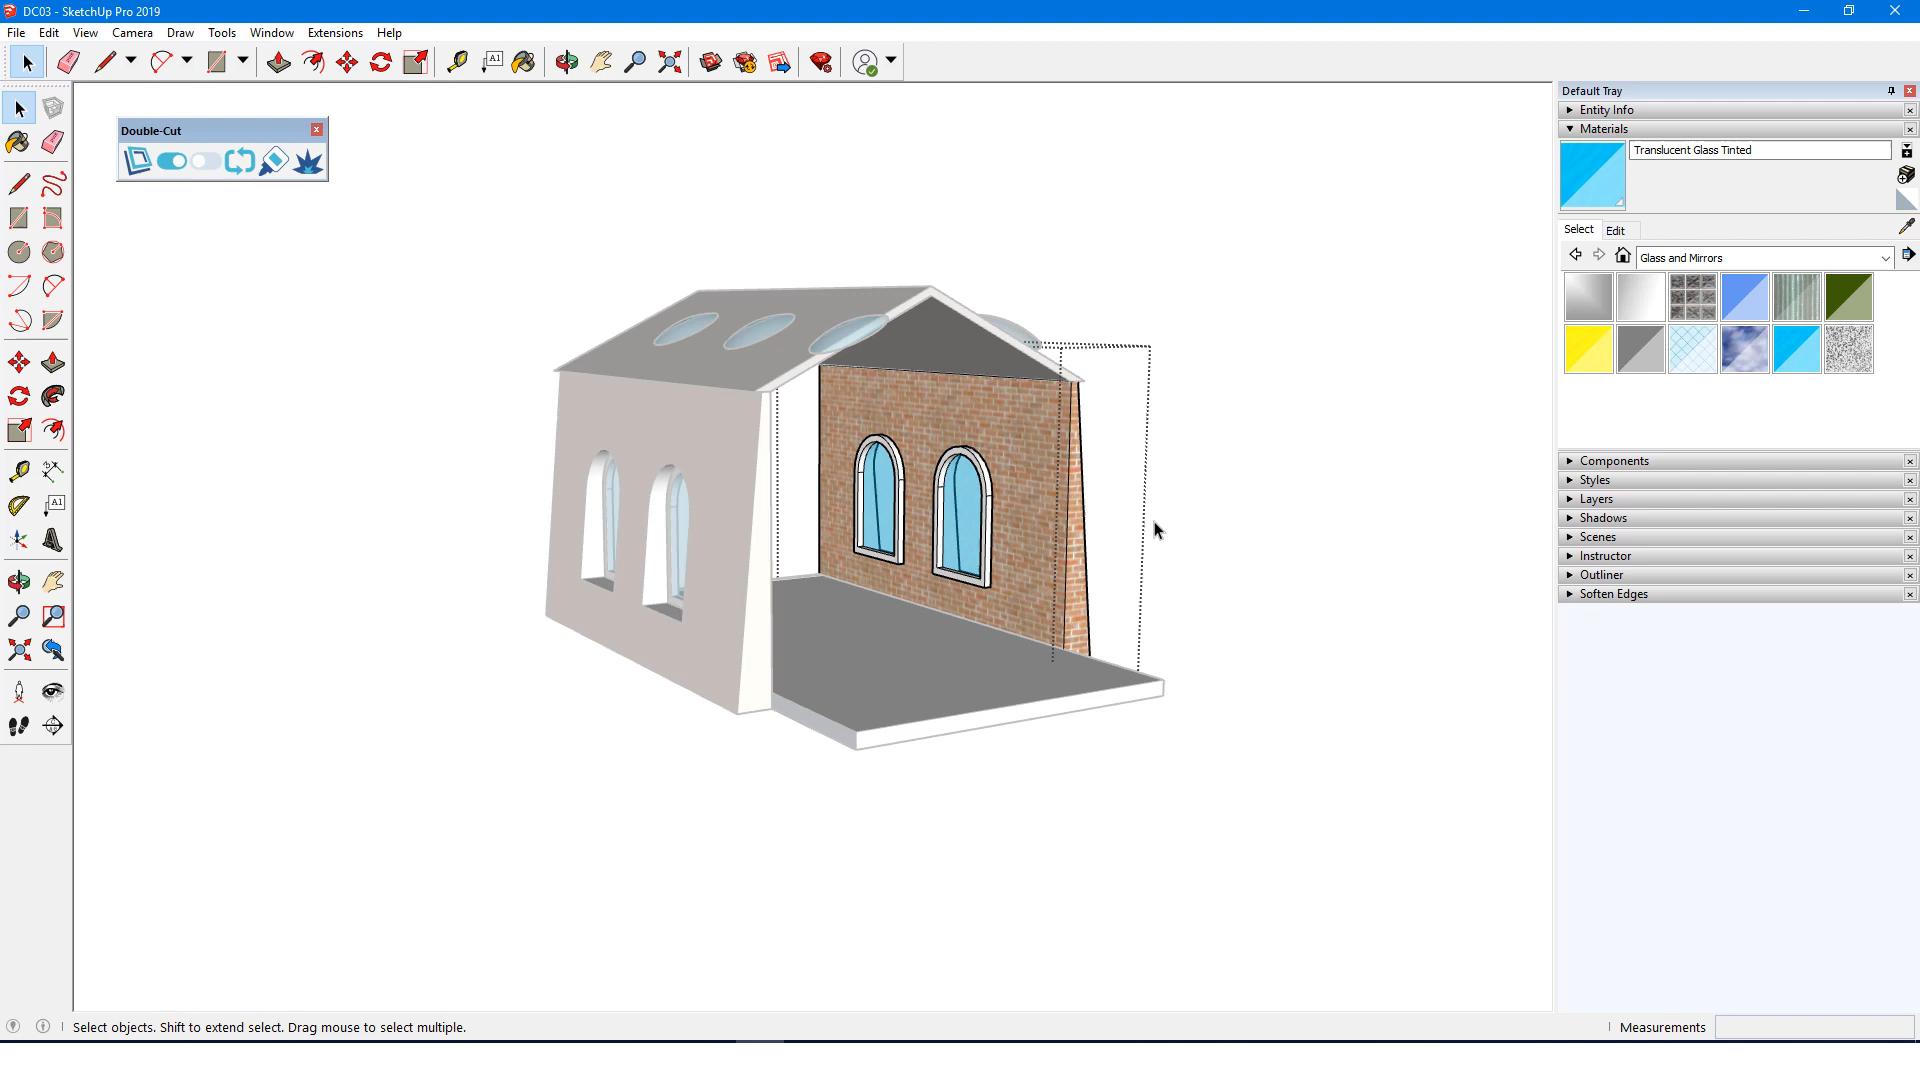 DC03 - SketchUp Pro 2019
File Edit View Camera Draw Tools Window Extensions Help
A1
Default Tray
Entity Info
Double-Cut
Materials
Translucent Glass Tinted
Select Edit
Glass and Mirrors
Components
Styles
Layers
A1
Shadows
Scenes
Instructor
Outliner
Soften Edges
Select objects. Shift to extend select. Drag mouse to select multiple.
Measurements